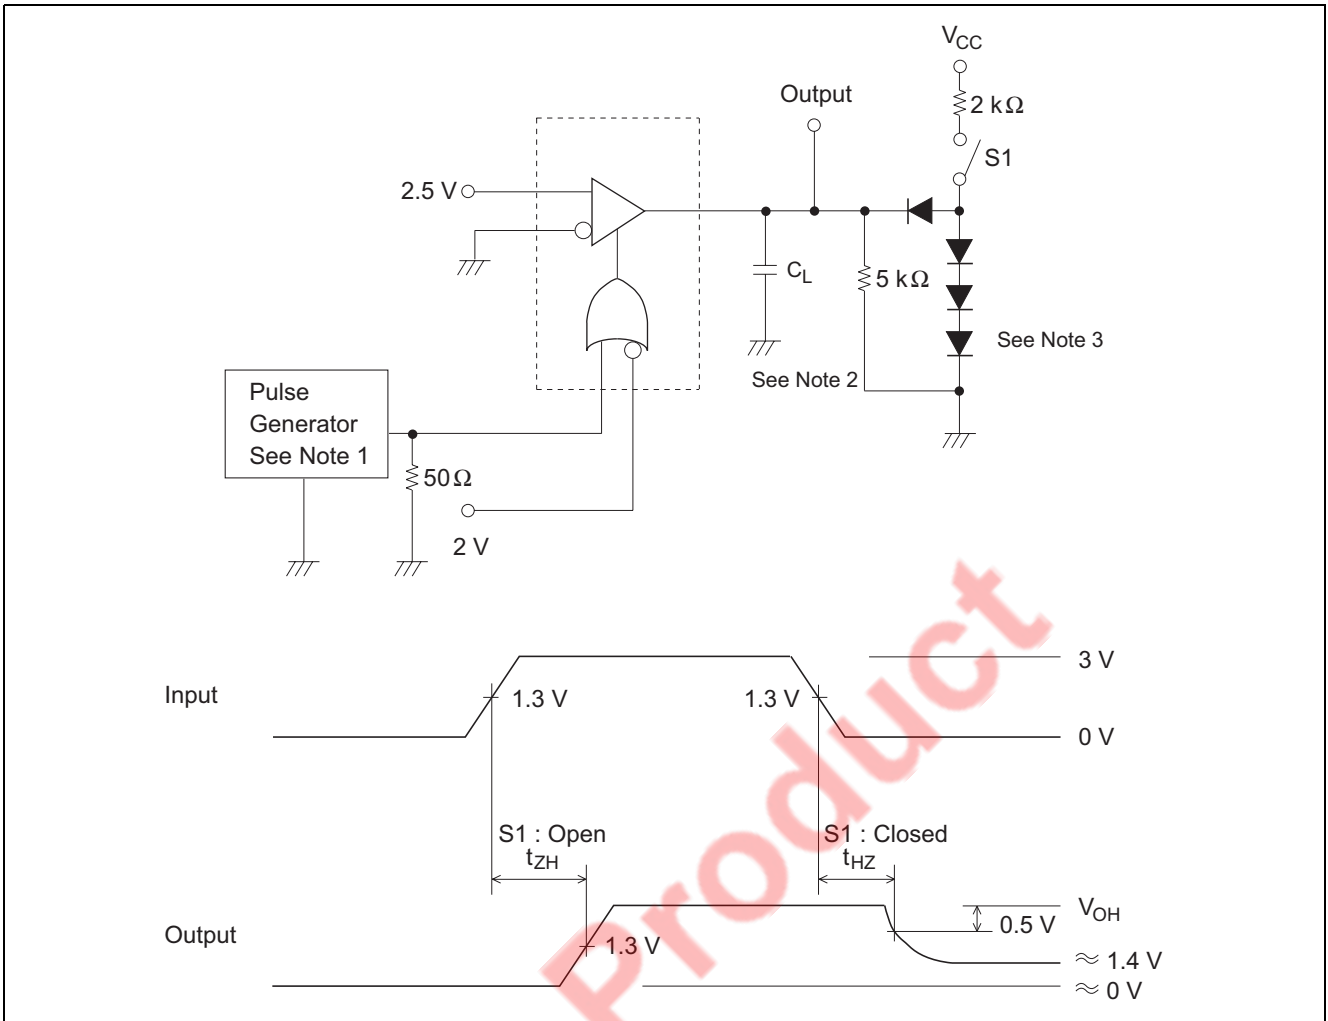 VCC
2 kΩ
Output
S1
2.5 V
CL
5 kΩ
See Note 3
See Note 2
Pulse
Generator
See Note 1
50Ω
2 V
Input
1.3 V
1.3 V
3 V
0 V
S1 : Open
tZH
S1 : Closed
tHZ
Output
1.3 V
VOH
0.5 V
≈ 1.4 V
≈ 0 V
Product